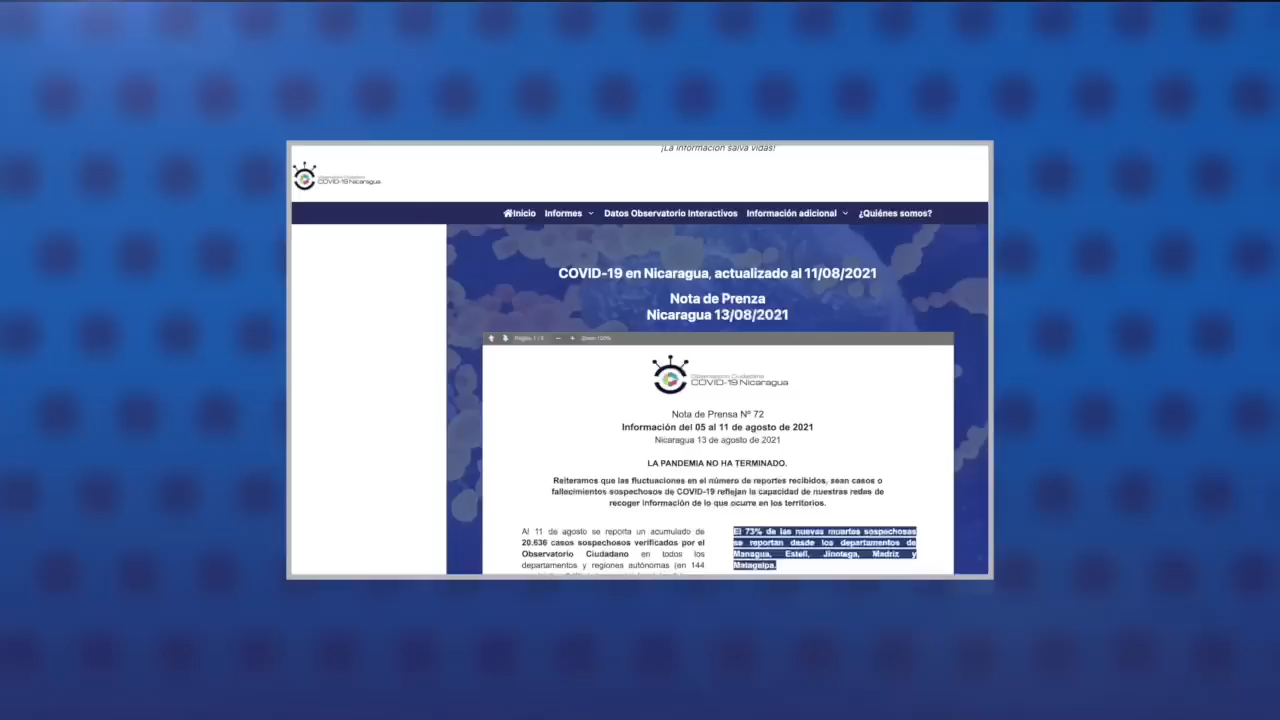 ¡La información salva vidas!
Observatorio Ciudadano
COVID-19 Nicaragua
Inicio Informes Datos Observatorio Interactivos Información adicional ¿Quiénes somos?
COVID-19 en Nicaragua, actualizado al 11/08/2021
Nota de Prenza
Nicaragua 13/08/2021
Observatorio Ciudadano
COVID-19 Nicaragua
Nota de Prensa Nº 72
Información del 05 al 11 de agosto de 2021
Nicaragua 13 de agosto de 2021
LA PANDEMIA NO HA TERMINADO.
Reiteramos que las fluctuaciones en el número de reportes recibidos, sean casos o
fallecimientos sospechosos de COVID-19 reflejan la capacidad de nuestras redes de
recoger información de lo que ocurre en los territorios.
Al 11 de agosto se reporta un acumulado de
20.636 casos sospechosos verificados por el
Observatorio Ciudadano en todos los
departamentos y regiones autónomas (en 144
El 73% de las nuevas muertes sospechosas
se reportan desde los departamentos de
Managua, Estelí, Jinotega, Madriz y
Matagalpa.